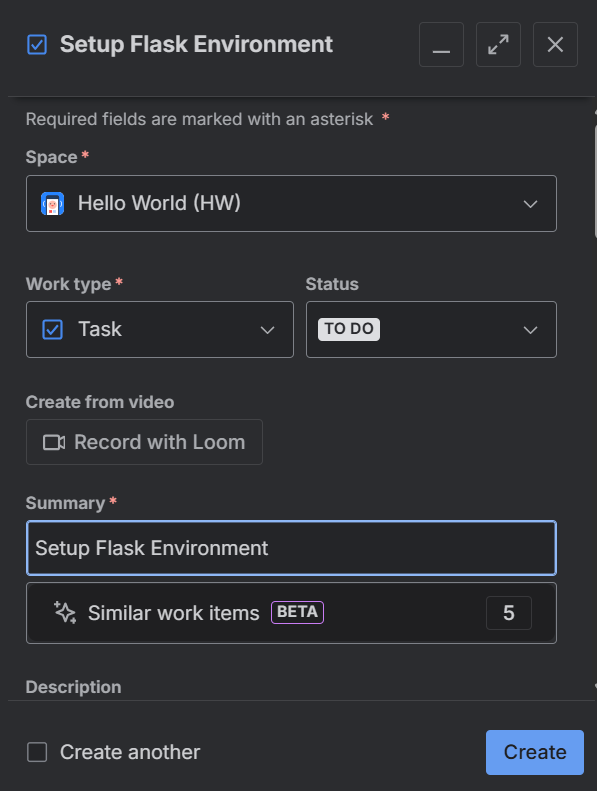 Setup Flask Environment
Required fields are marked with an asterisk *
Space *
Hello World (HW)
Work type * Status
Task TO DO
Create from video
Record with Loom
Summary *
Setup Flask Environment
Similar work items BETA 5
Description
Create another Create